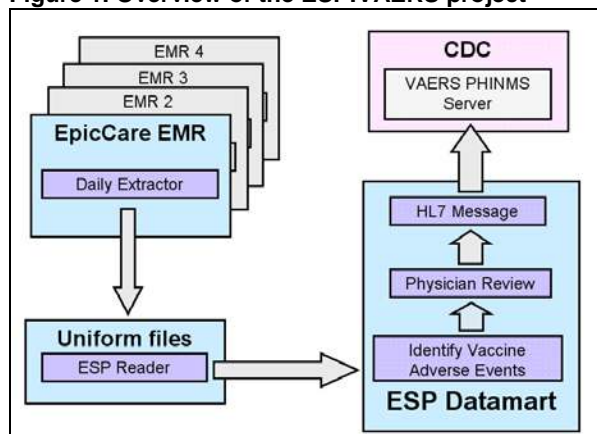 Figure 1. Overview of the ESP:VAERS project
EMR 4
EMR 3
EMR 2
EpicCare EMR
Daily Extractor
Uniform files
ESP Reader
CDC
VAERS PHINMS
Server
HL7 Message
Physician Review
Identify Vaccine
Adverse Events
ESP Datamart